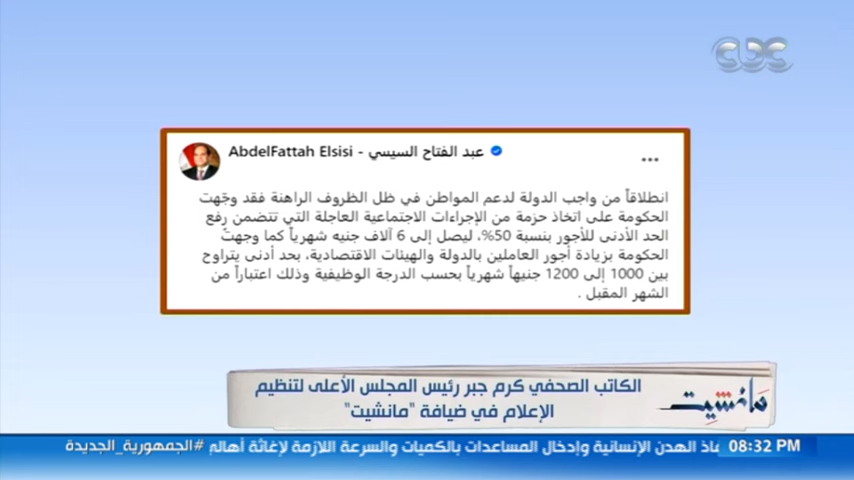 CBC
AbdelFattah Elsisi - عبد الفتاح السيسي
انطلاقاً من واجب الدولة لدعم المواطن في ظل الظروف الراهنة فقد وجّهت
الحكومة على اتخاذ حزمة من الإجراءات الاجتماعية العاجلة التي تتضمن رفع
الحد الأدنى للأجور بنسبة 50%، ليصل إلى 6 آلاف جنيه شهرياً كما وجهت
الحكومة بزيادة أجور العاملين بالدولة والهيئات الاقتصادية، بحد أدنى يتراوح
بين 1000 إلى 1200 جنيهاً شهرياً بحسب الدرجة الوظيفية وذلك اعتباراً من
الشهر المقبل .
الكاتب الصحفي كرم جبر رئيس المجلس الأعلى لتنظيم
الإعلام في ضيافة "مانشيت"
مانشيت
08:32 PM
الهدن الإنسانية وإدخال المساعدات بالكميات والسرعة اللازمة لإغاثة أهالي #الجمهورية_الجديدة